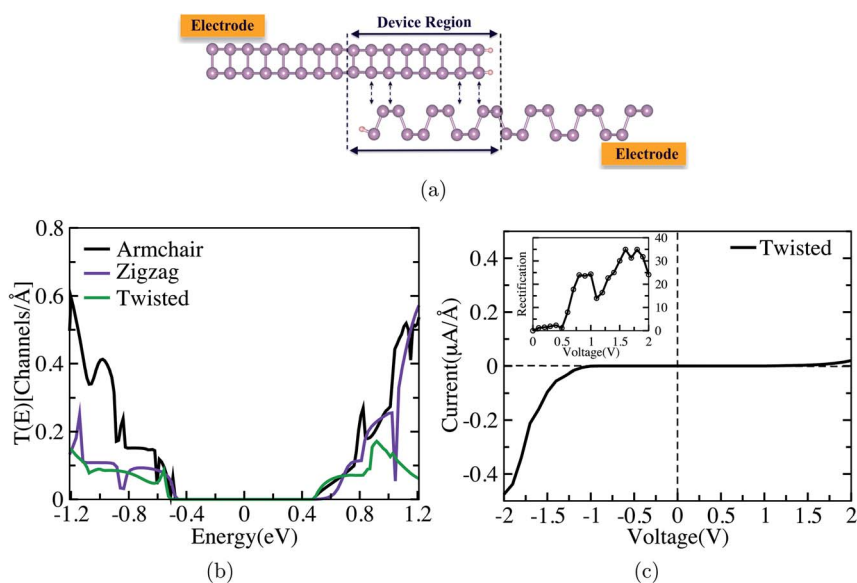 Electrode
Device Region
Electrode
(a)
0.8
0.6
0.4
0.2
0
T(E)[Channels/Å]
Armchair
Zigzag
Twisted
-1.2 -0.8 -0.4 0 0.4 0.8 1.2
Energy(eV)
(b)
0.4
0.2
0
-0.2
-0.4
Current(μA/Å)
Twisted
Rectification
40
30
20
10
0
0 0.5 1 1.5 2
Voltage(V)
-2 -1.5 -1 -0.5 0 0.5 1 1.5 2
Voltage(V)
(c)